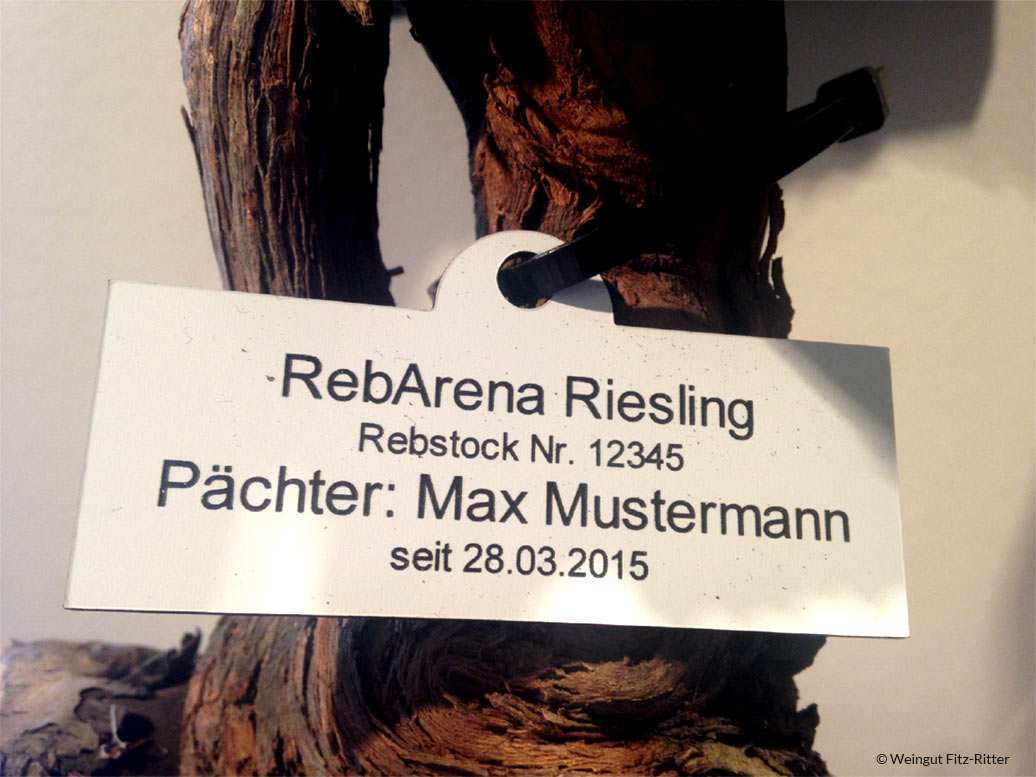 RebArena Riesling
Rebstock Nr. 12345
Pächter: Max Mustermann
seit 28.03.2015
© Weingut Fitz-Ritter